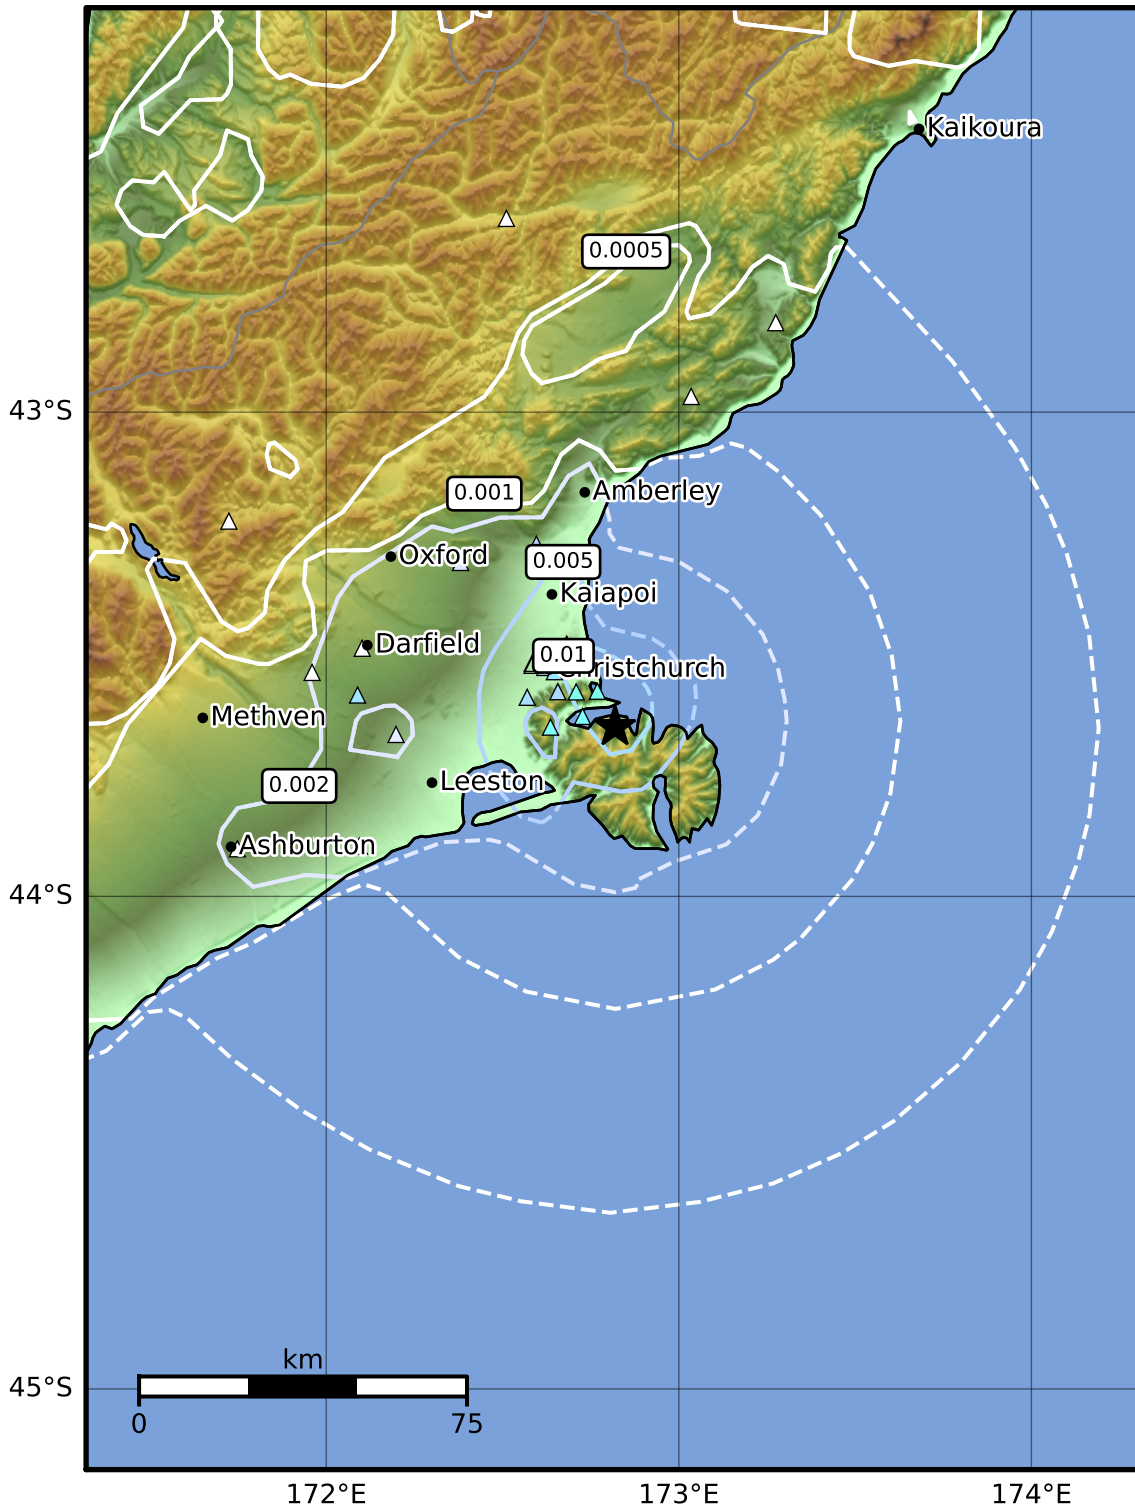 Kaikoura
0.0005
43°S
0.001
Amberley
Oxford
0.005
Kaiapoi
Darfield
0.01
Christchurch
Methven
0.002
Leeston
Ashburton
44°S
km
45°S
0
75
172°E
173°E
174°E